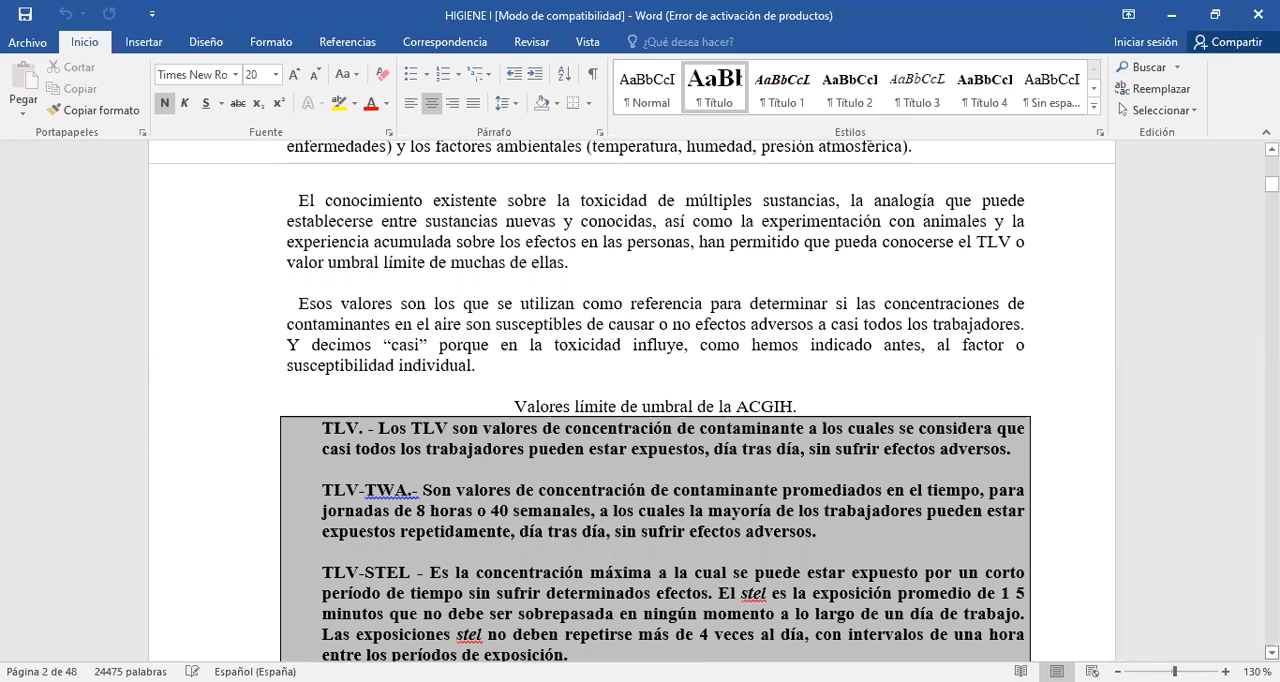 HIGIENE I [Modo de compatibilidad] - Word (Error de activación de productos)
Archivo Inicio Insertar Diseño Formato Referencias Correspondencia Revisar Vista ¿Qué desea hacer? Iniciar sesión Compartir
Cortar
Copiar
Copiar formato
Pegar
Portapapeles
Times New Ro 20
N K S abc x₂ x² A A
Aa
Fuente
Párrafo
AaBbCcI AaBl AaBbCcL AaBbCcl AaBbCcL AaBbCcl AaBbCcI
¶ Normal ¶ Título ¶ Título 1 ¶ Título 2 ¶ Título 3 ¶ Título 4 ¶ Sin espa...
Estilos
Buscar
Reemplazar
Seleccionar
Edición
enfermedades) y los factores ambientales (temperatura, humedad, presión atmosférica).
El conocimiento existente sobre la toxicidad de múltiples sustancias, la analogía que puede
establecerse entre sustancias nuevas y conocidas, así como la experimentación con animales y la
experiencia acumulada sobre los efectos en las personas, han permitido que pueda conocerse el TLV o
valor umbral límite de muchas de ellas.
Esos valores son los que se utilizan como referencia para determinar si las concentraciones de
contaminantes en el aire son susceptibles de causar o no efectos adversos a casi todos los trabajadores.
Y decimos “casi” porque en la toxicidad influye, como hemos indicado antes, al factor o
susceptibilidad individual.
Valores límite de umbral de la ACGIH.
TLV. - Los TLV son valores de concentración de contaminante a los cuales se considera que
casi todos los trabajadores pueden estar expuestos, día tras día, sin sufrir efectos adversos.
TLV-TWA.- Son valores de concentración de contaminante promediados en el tiempo, para
jornadas de 8 horas o 40 semanales, a los cuales la mayoría de los trabajadores pueden estar
expuestos repetidamente, día tras día, sin sufrir efectos adversos.
TLV-STEL - Es la concentración máxima a la cual se puede estar expuesto por un corto
período de tiempo sin sufrir determinados efectos. El stel es la exposición promedio de 1 5
minutos que no debe ser sobrepasada en ningún momento a lo largo de un día de trabajo.
Las exposiciones stel no deben repetirse más de 4 veces al día, con intervalos de una hora
entre los períodos de exposición.
Página 2 de 48 24475 palabras Español (España) 130 %